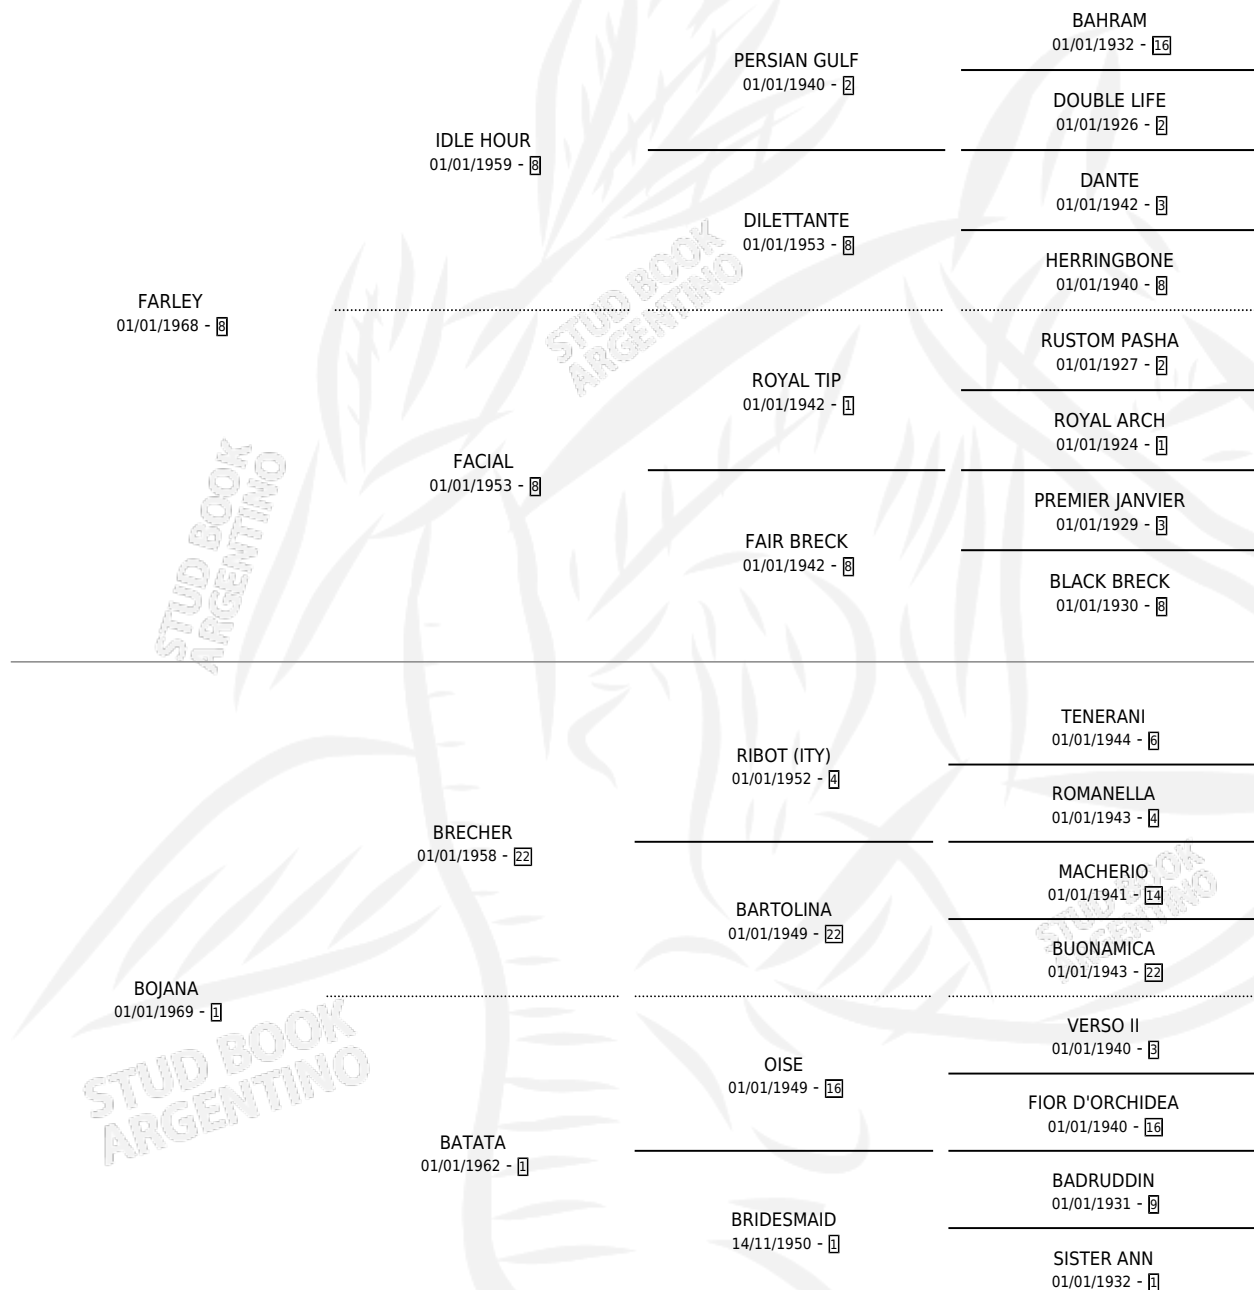 BAHRAM
01/01/1932 - 16
PERSIAN GULF
01/01/1940 - 2
DOUBLE LIFE
01/01/1926 - 2
IDLE HOUR
01/01/1959 - 8
DANTE
01/01/1942 - 3
DILETTANTE
01/01/1953 - 8
HERRINGBONE
01/01/1940 - 8
FARLEY
01/01/1968 - 8
RUSTOM PASHA
01/01/1927 - 2
ROYAL TIP
01/01/1942 - 1
ROYAL ARCH
01/01/1924 - 1
FACIAL
01/01/1953 - 8
PREMIER JANVIER
01/01/1929 - 3
FAIR BRECK
01/01/1942 - 8
BLACK BRECK
01/01/1930 - 8
TENERANI
01/01/1944 - 6
RIBOT (ITY)
01/01/1952 - 4
ROMANELLA
01/01/1943 - 4
BRECHER
01/01/1958 - 22
MACHERIO
01/01/1941 - 14
BARTOLINA
01/01/1949 - 22
BUONAMICA
01/01/1943 - 22
BOJANA
01/01/1969 - 1
VERSO II
01/01/1940 - 3
OISE
01/01/1949 - 16
FIOR D'ORCHIDEA
01/01/1940 - 16
BATATA
01/01/1962 - 1
BADRUDDIN
01/01/1931 - 9
BRIDESMAID
14/11/1950 - 1
SISTER ANN
01/01/1932 - 1
STUD BOOK
ARGENTINO
STUD BOOK
ARGENTINO
STUD BOOK
ARGENTINO
STUD BOOK
ARGENTINO